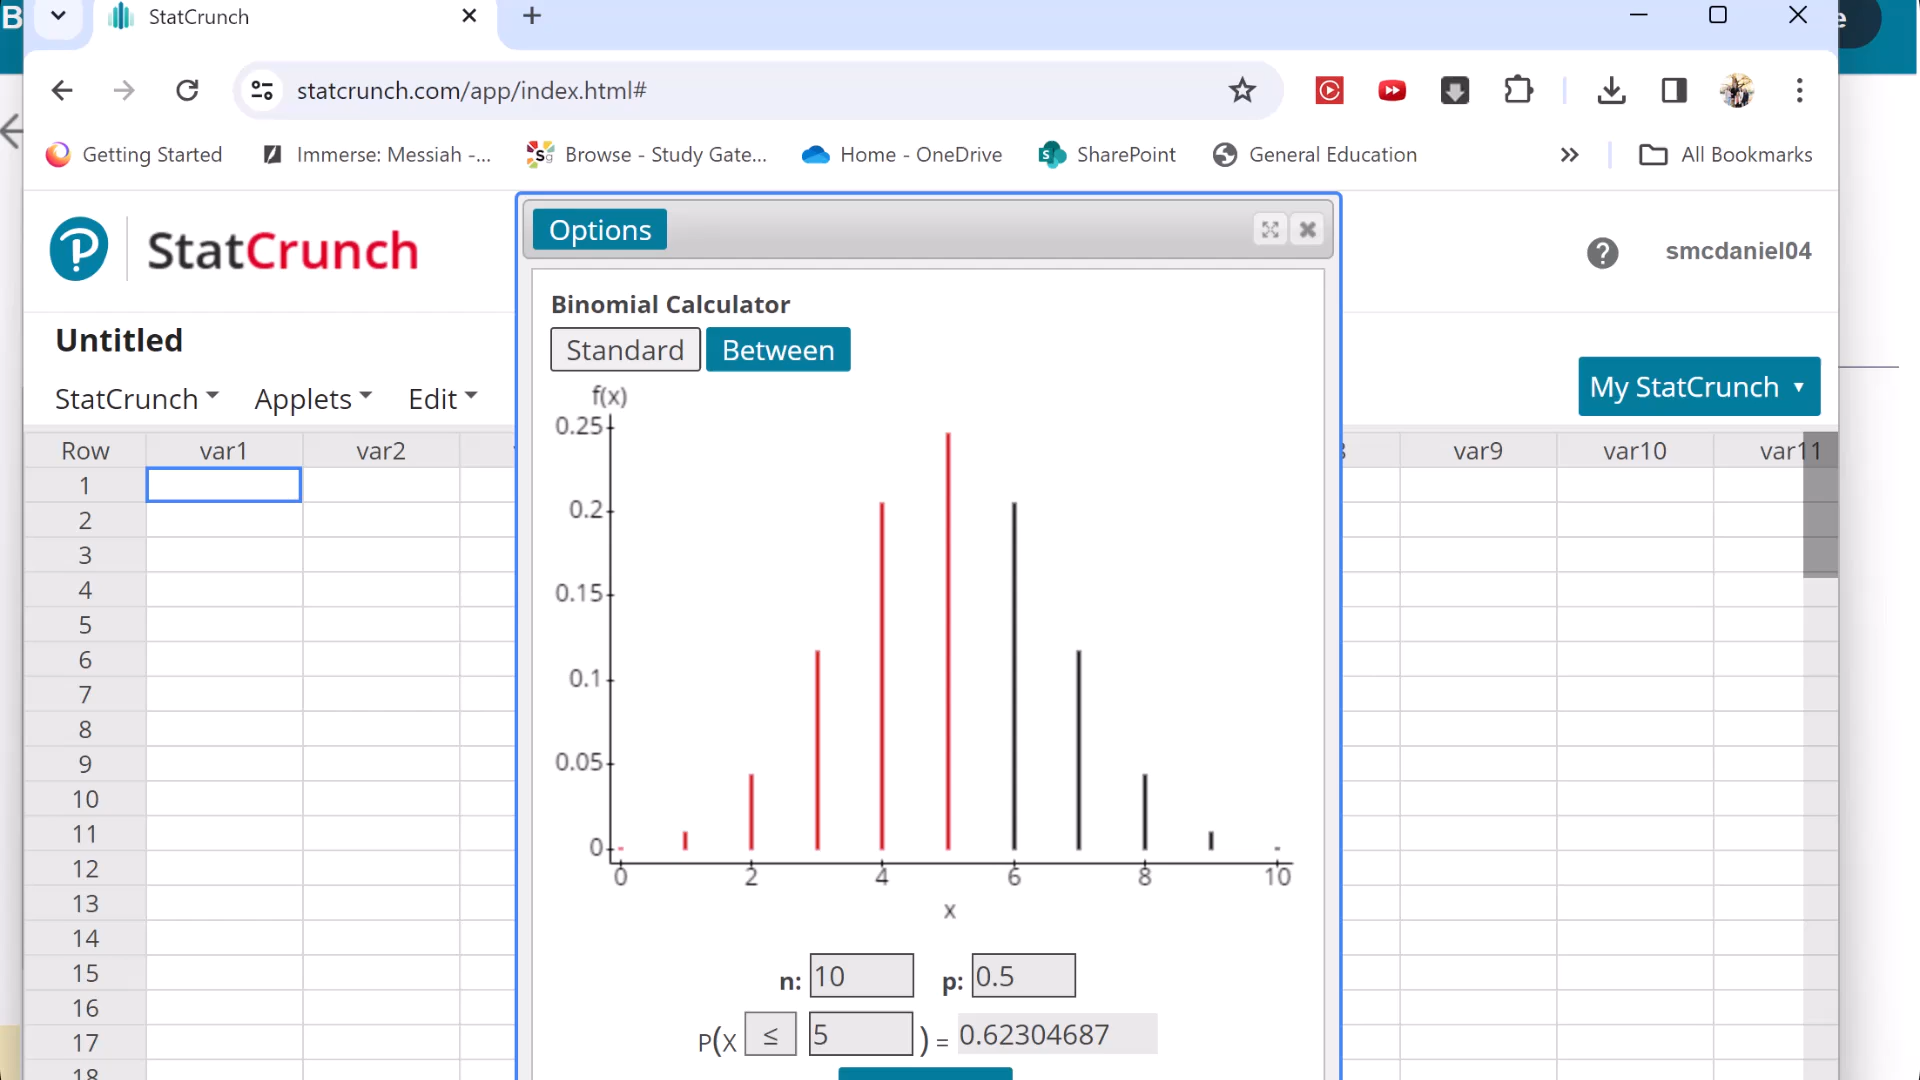 B
StatCrunch
e
statcrunch.com/app/index.html#
Getting Started
Immerse: Messiah -...
Browse - Study Gate...
Home - OneDrive
SharePoint
General Education
All Bookmarks
StatCrunch
smcdaniel04
Options
Binomial Calculator
Standard
Between
Untitled
StatCrunch
Applets
Edit
My StatCrunch
Row
var1
var2
var9
var10
var11
1
2
3
4
5
6
7
8
9
10
11
12
13
14
15
16
17
18
f(x)
0.25
0.2
0.15
0.1
0.05
0
0 2 4 6 8 10
x
n: 10 p: 0.5
P(X ≤ 5 ) = 0.62304687